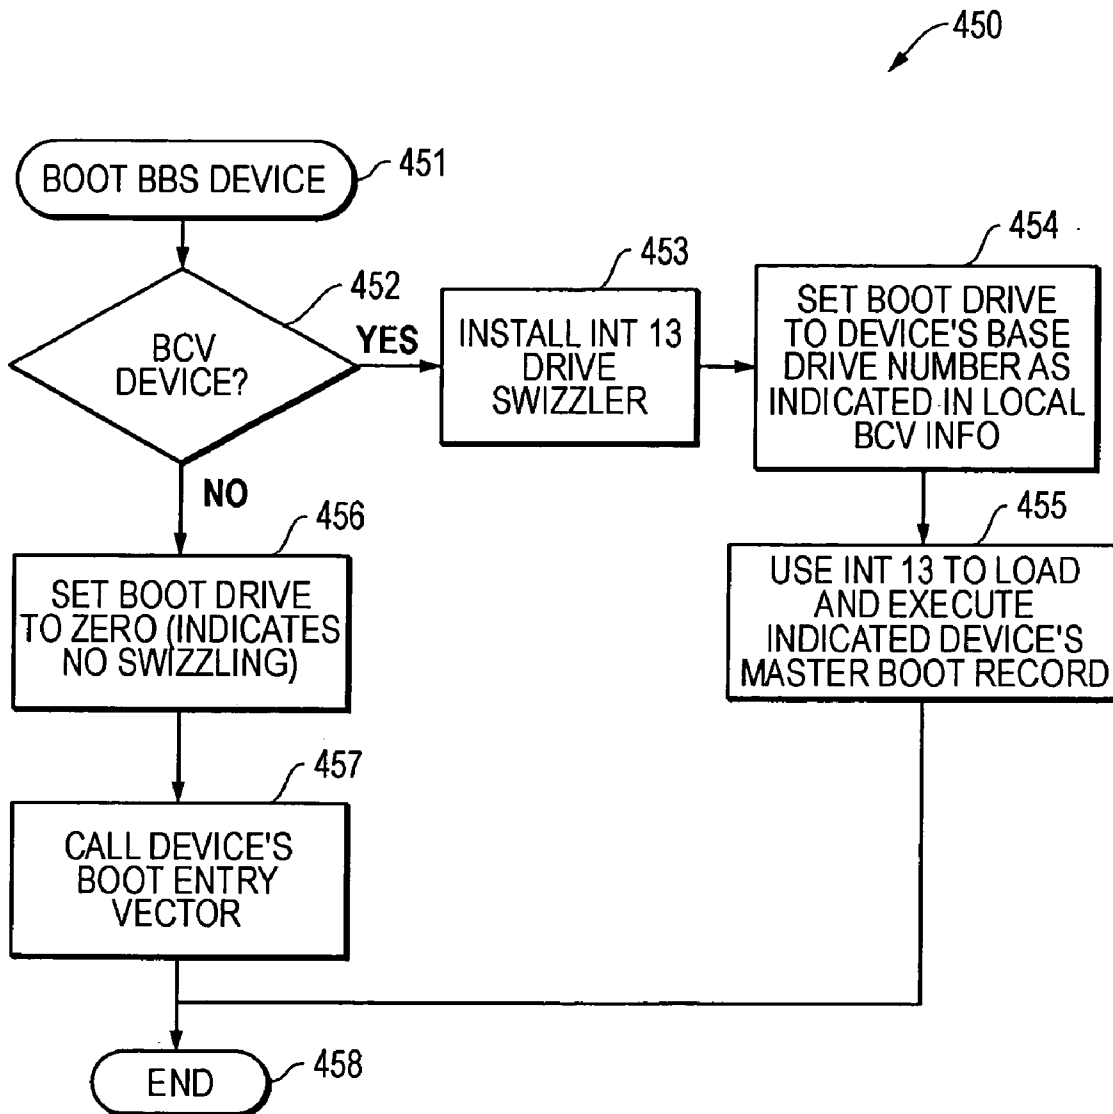 450
BOOT BBS DEVICE
451
452
BCV
DEVICE?
YES
NO
453
INSTALL INT 13
DRIVE
SWIZZLER
454
SET BOOT DRIVE
TO DEVICE'S BASE
DRIVE NUMBER AS
INDICATED IN LOCAL
BCV INFO
455
USE INT 13 TO LOAD
AND EXECUTE
INDICATED DEVICE'S
MASTER BOOT RECORD
456
SET BOOT DRIVE
TO ZERO (INDICATES
NO SWIZZLING)
457
CALL DEVICE'S
BOOT ENTRY
VECTOR
END
458